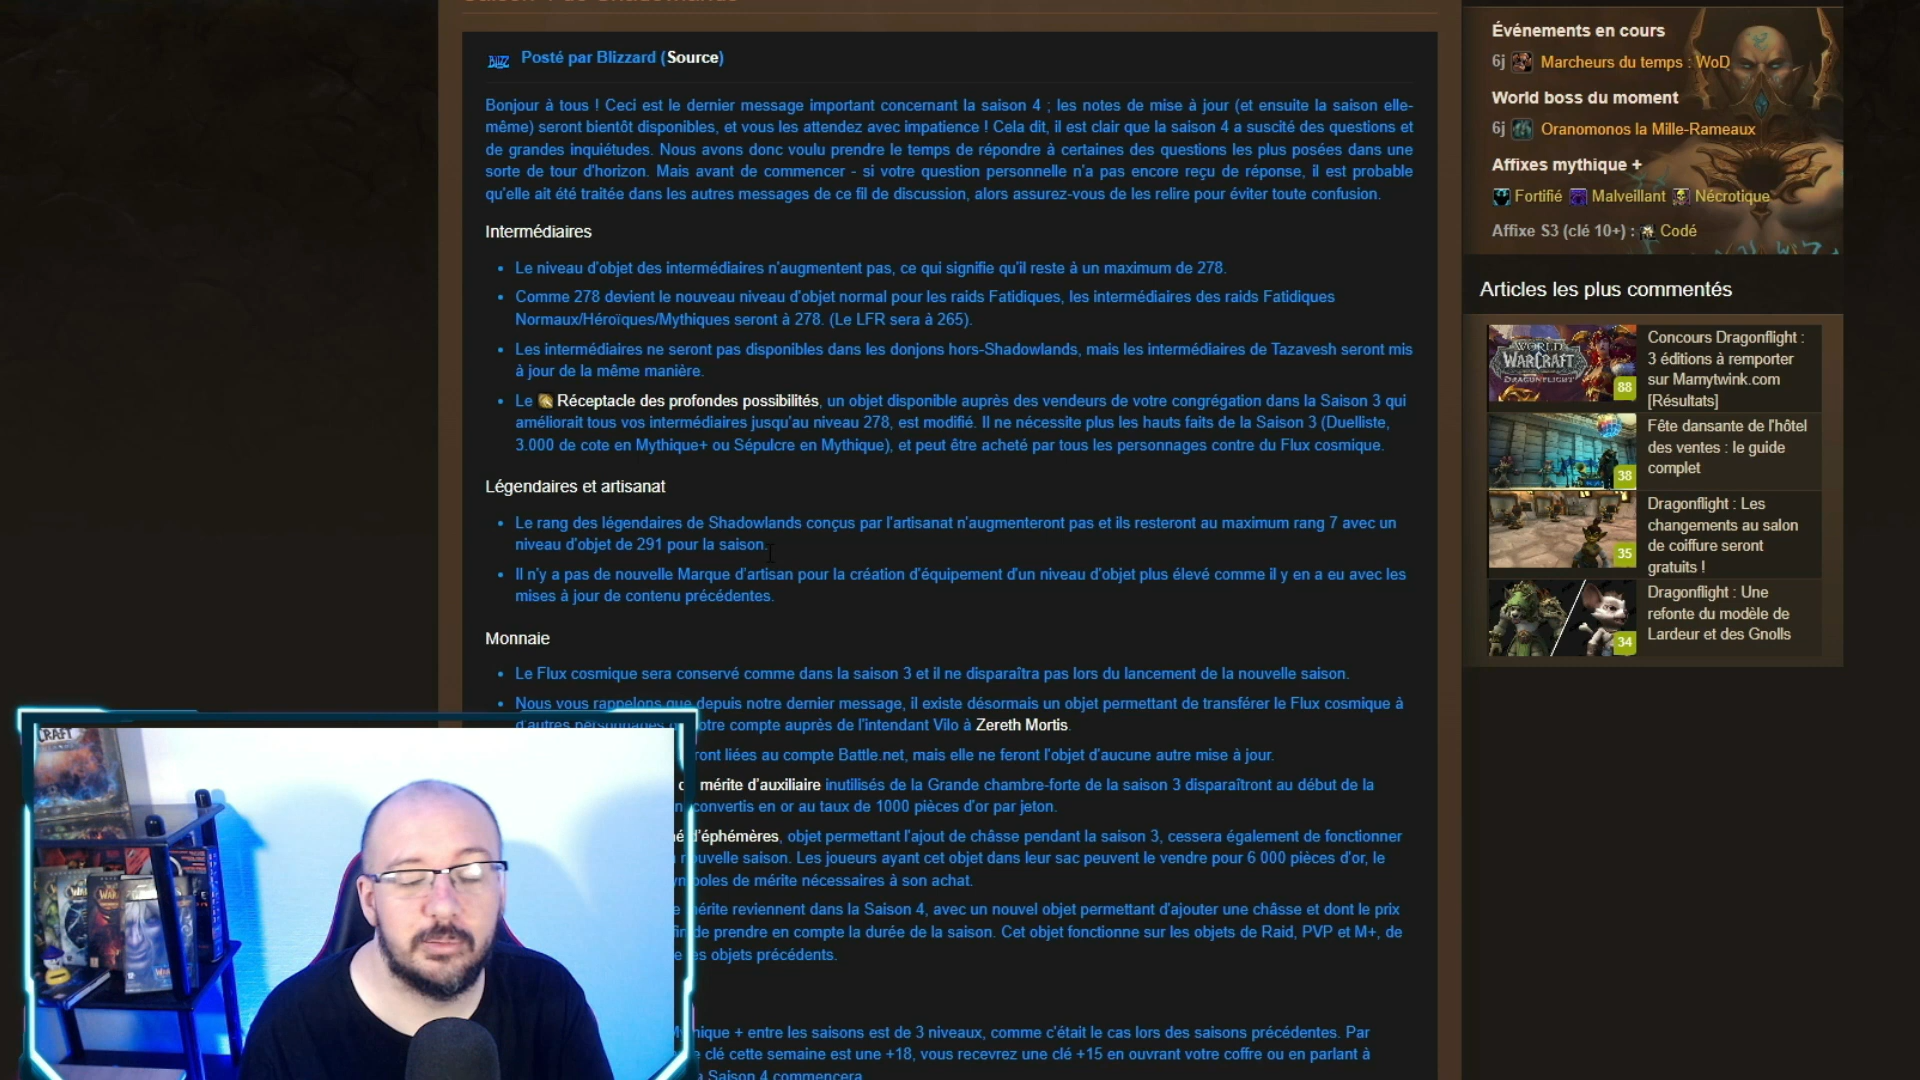 Posté par Blizzard (Source)
Bonjour à tous ! Ceci est le dernier message important concernant la saison 4 ; les notes de mise à jour (et ensuite la saison elle-
même) seront bientôt disponibles, et vous les attendez avec impatience ! Cela dit, il est clair que la saison 4 a suscité des questions et
de grandes inquiétudes. Nous avons donc voulu prendre le temps de répondre à certaines des questions les plus posées dans une
sorte de tour d'horizon. Mais avant de commencer - si votre question personnelle n'a pas encore reçu de réponse, il est probable
qu'elle ait été traitée dans les autres messages de ce fil de discussion, alors assurez-vous de les relire pour éviter toute confusion.
Intermédiaires
Le niveau d'objet des intermédiaires n'augmentent pas, ce qui signifie qu'il reste à un maximum de 278.
Comme 278 devient le nouveau niveau d'objet normal pour les raids Fatidiques, les intermédiaires des raids Fatidiques
Normaux/Héroïques/Mythiques seront à 278. (Le LFR sera à 265).
Les intermédiaires ne seront pas disponibles dans les donjons hors-Shadowlands, mais les intermédiaires de Tazavesh seront mis
à jour de la même manière.
Le Réceptacle des profondes possibilités, un objet disponible auprès des vendeurs de votre congrégation dans la Saison 3 qui
améliorait tous vos intermédiaires jusqu'au niveau 278, est modifié. Il ne nécessite plus les hauts faits de la Saison 3 (Duelliste,
3.000 de cote en Mythique+ ou Sépulcre en Mythique), et peut être acheté par tous les personnages contre du Flux cosmique.
Légendaires et artisanat
Le rang des légendaires de Shadowlands conçus par l'artisanat n'augmenteront pas et ils resteront au maximum rang 7 avec un
niveau d'objet de 291 pour la saison.
Il n'y a pas de nouvelle Marque d'artisan pour la création d'équipement d'un niveau d'objet plus élevé comme il y en a eu avec les
mises à jour de contenu précédentes.
Monnaie
Le Flux cosmique sera conservé comme dans la saison 3 et il ne disparaîtra pas lors du lancement de la nouvelle saison.
Nous vous rappelons que depuis notre dernier message, il existe désormais un objet permettant de transférer le Flux cosmique à
d'autres personnages otre compte auprès de l'intendant Vilo à Zereth Mortis.
ront liées au compte Battle.net, mais elle ne feront l'objet d'aucune autre mise à jour.
mérite d'auxiliaire inutilisés de la Grande chambre-forte de la saison 3 disparaîtront au début de la
convertis en or au taux de 1000 pièces d'or par jeton.
d'éphémères, objet permettant l'ajout de châsse pendant la saison 3, cessera également de fonctionner
nouvelle saison. Les joueurs ayant cet objet dans leur sac peuvent le vendre pour 6 000 pièces d'or, le
mboles de mérite nécessaires à son achat.
mérite reviennent dans la Saison 4, avec un nouvel objet permettant d'ajouter une châsse et dont le prix
de prendre en compte la durée de la saison. Cet objet fonctionne sur les objets de Raid, PVP et M+, de
es objets précédents.
hique + entre les saisons est de 3 niveaux, comme c'était le cas lors des saisons précédentes. Par
clé cette semaine est une +18, vous recevrez une clé +15 en ouvrant votre coffre ou en parlant à
a Saison 4 commencera
Événements en cours
6j Marcheurs du temps : WoD
World boss du moment
6j Oranomonos la Mille-Rameaux
Affixes mythique +
Fortifié Malveillant Nécrotique
Affixe S3 (clé 10+) : Codé
Articles les plus commentés
WORLD
WARCRAFT
DRAGONFLIGHT
88
Concours Dragonflight :
3 éditions à remporter
sur Mamytwink.com
[Résultats]
38
Fête dansante de l'hôtel
des ventes : le guide
complet
35
Dragonflight : Les
changements au salon
de coiffure seront
gratuits !
34
Dragonflight : Une
refonte du modèle de
Lardeur et des Gnolls